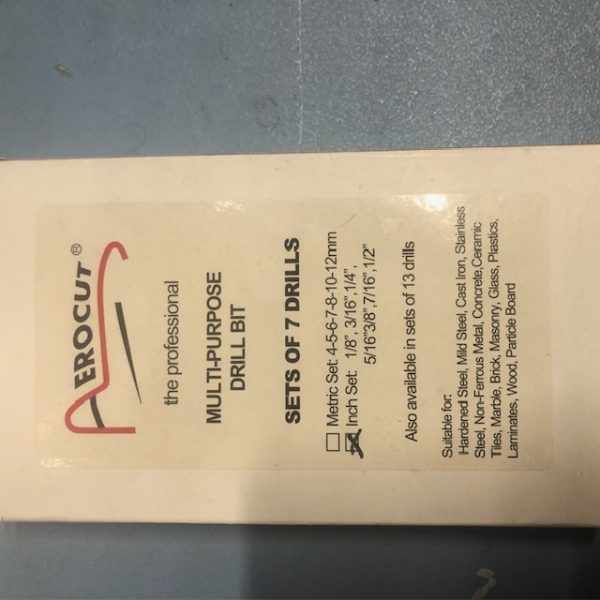 AEROCUT®
the professional
MULTI-PURPOSE
DRILL BIT
SETS OF 7 DRILLS
Metric Set: 4-5-6-7-8-10-12mm
Inch Set: 1/8", 3/16",1/4",
5/16"3/8",7/16",1/2"
Also available in sets of 13 drills
Suitable for:
Hardened Steel, Mild Steel, Cast Iron, Stainless
Steel, Non-Ferrous Metal, Concrete,Ceramic
Tiles, Marble, Brick, Masonry, Glass, Plastics,
Laminates, Wood, Particle Board